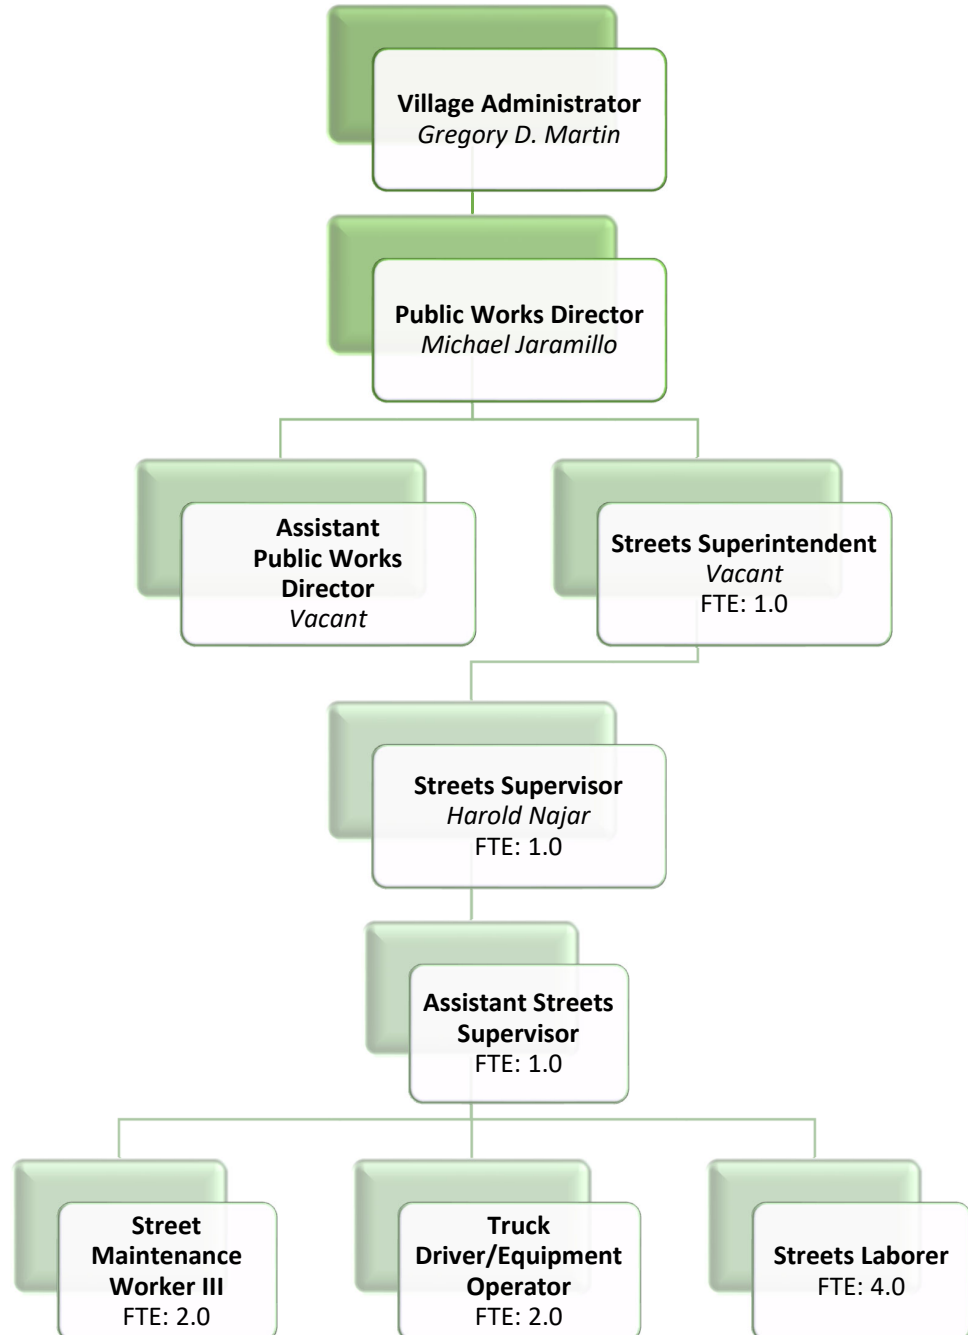 Village Administrator
Gregory D. Martin
Public Works Director
Michael Jaramillo
Assistant
Public Works
Director
Vacant
Streets Superintendent
Vacant
FTE: 1.0
Streets Supervisor
Harold Najar
FTE: 1.0
Assistant Streets
Supervisor
FTE: 1.0
Street
Maintenance
Worker III
FTE: 2.0
Truck
Driver/Equipment
Operator
FTE: 2.0
Streets Laborer
FTE: 4.0